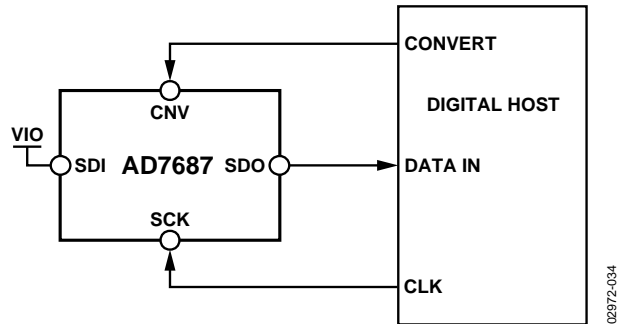 CONVERT
CNV
DIGITAL HOST
VIO
SDI
AD7687
SDO
DATA IN
SCK
CLK
02972-034